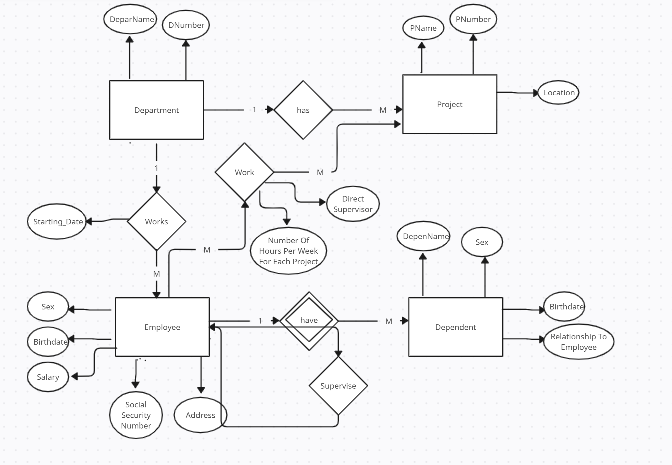 DeparName
DNumber
PName
PNumber
Department
1
has
M
Project
Location
Work
M
1
Direct
Supervisor
Starting_Date
Works
Number Of
Hours Per Week
For Each Project
M
DepenName
Sex
M
Sex
Employee
1
have
M
Dependent
Birthdate
Birthdate
Relationship To
Employee
Salary
Supervise
Social
Security
Number
Address